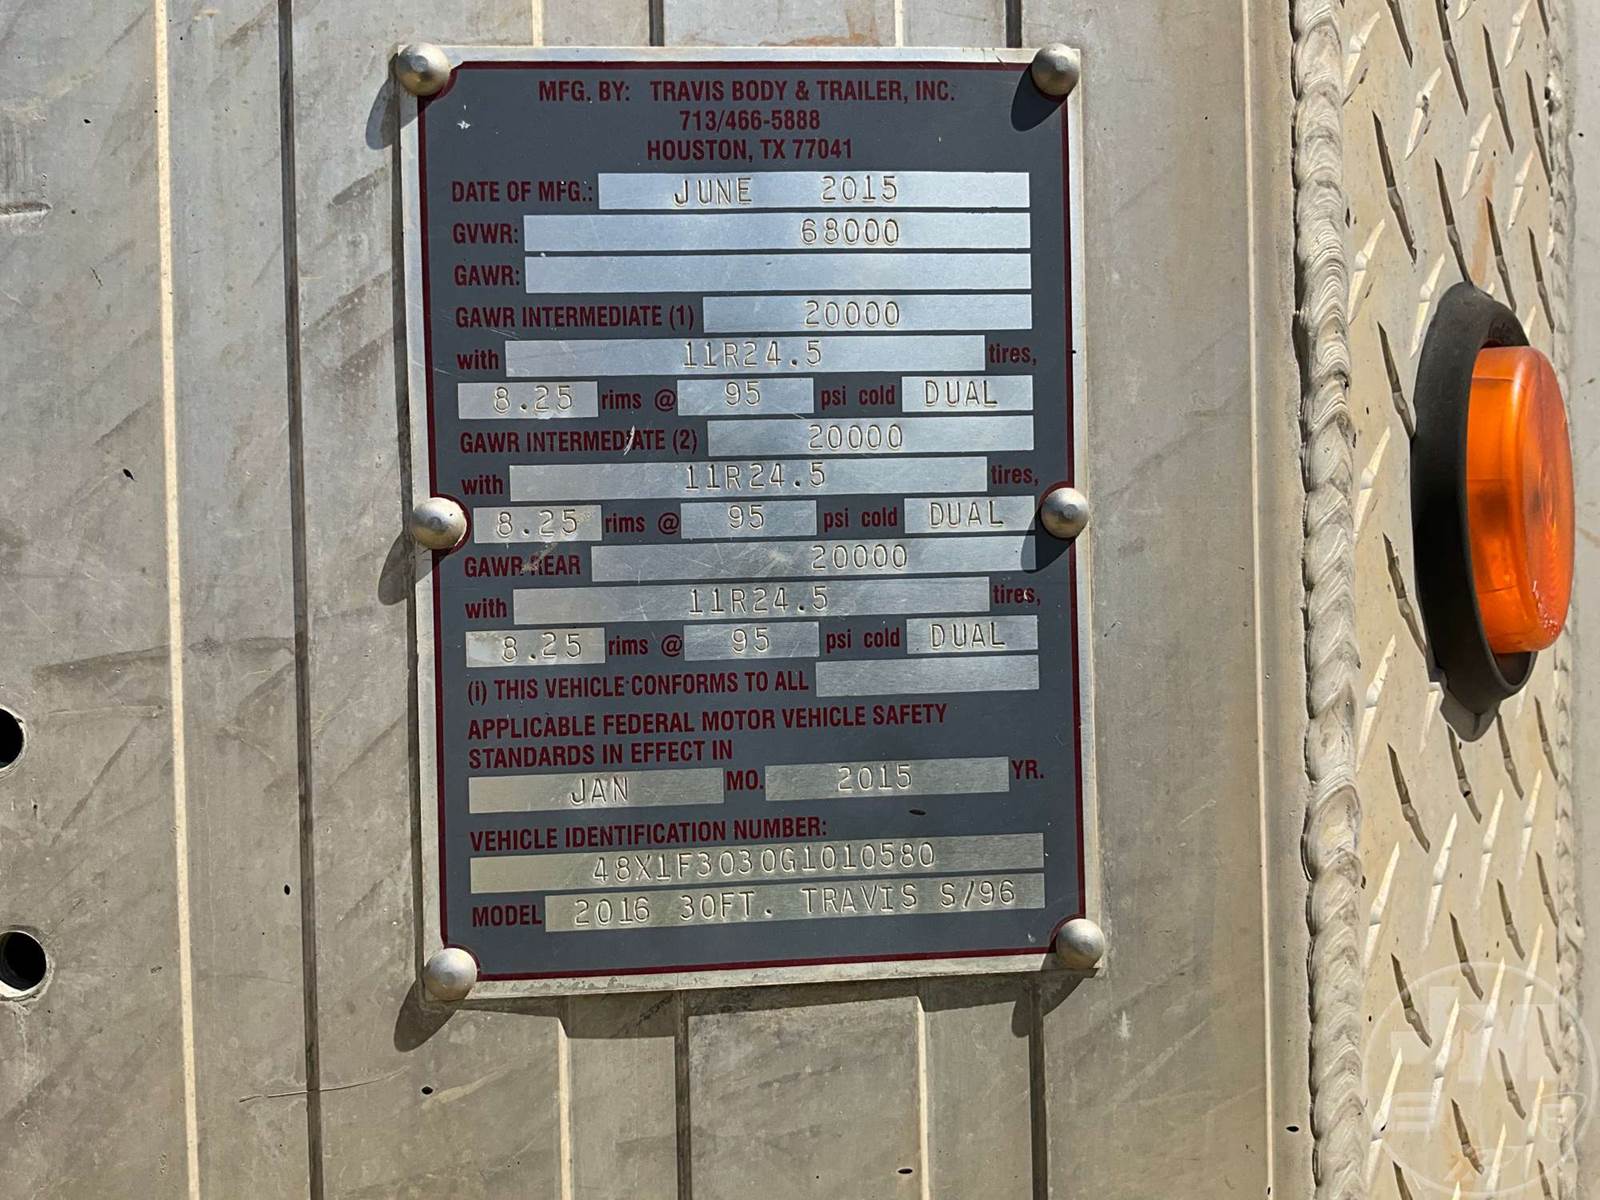 MFG. BY: TRAVIS BODY & TRAILER, INC.
713/466-5888
HOUSTON, TX 77041
DATE OF MFG.: JUNE 2015
GVWR: 68000
GAWR:
GAWR INTERMEDIATE (1) 20000
with 11R24.5 tires,
8.25 rims @ 95 psi cold DUAL
GAWR INTERMEDIATE (2) 20000
with 11R24.5 tires,
8.25 rims @ 95 psi cold DUAL
GAWR REAR 20000
with 11R24.5 tires,
8.25 rims @ 95 psi cold DUAL
(i) THIS VEHICLE CONFORMS TO ALL
APPLICABLE FEDERAL MOTOR VEHICLE SAFETY
STANDARDS IN EFFECT IN
JAN MO. 2015 YR.
VEHICLE IDENTIFICATION NUMBER:
48X1F3030G1010580
MODEL 2016 30FT. TRAVIS S/96